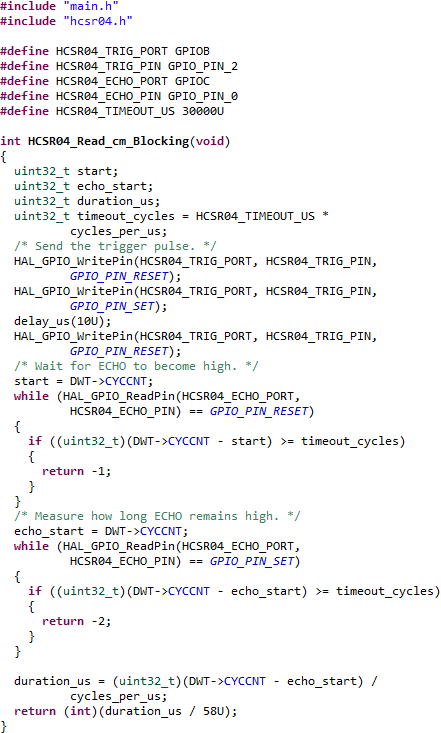 #include "main.h"
#include "hcsr04.h"

#define HCSR04_TRIG_PORT GPIOB
#define HCSR04_TRIG_PIN GPIO_PIN_2
#define HCSR04_ECHO_PORT GPIOC
#define HCSR04_ECHO_PIN GPIO_PIN_0
#define HCSR04_TIMEOUT_US 30000U

int HCSR04_Read_cm_Blocking(void)
{
  uint32_t start;
  uint32_t echo_start;
  uint32_t duration_us;
  uint32_t timeout_cycles = HCSR04_TIMEOUT_US *
          cycles_per_us;
  /* Send the trigger pulse. */
  HAL_GPIO_WritePin(HCSR04_TRIG_PORT, HCSR04_TRIG_PIN,
          GPIO_PIN_RESET);
  HAL_GPIO_WritePin(HCSR04_TRIG_PORT, HCSR04_TRIG_PIN,
          GPIO_PIN_SET);
  delay_us(10U);
  HAL_GPIO_WritePin(HCSR04_TRIG_PORT, HCSR04_TRIG_PIN,
          GPIO_PIN_RESET);
  /* Wait for ECHO to become high. */
  start = DWT->CYCCNT;
  while (HAL_GPIO_ReadPin(HCSR04_ECHO_PORT,
          HCSR04_ECHO_PIN) == GPIO_PIN_RESET)
  {
    if ((uint32_t)(DWT->CYCCNT - start) >= timeout_cycles)
    {
      return -1;
    }
  }
  /* Measure how long ECHO remains high. */
  echo_start = DWT->CYCCNT;
  while (HAL_GPIO_ReadPin(HCSR04_ECHO_PORT,
          HCSR04_ECHO_PIN) == GPIO_PIN_SET)
  {
    if ((uint32_t)(DWT->CYCCNT - echo_start) >= timeout_cycles)
    {
      return -2;
    }
  }

  duration_us = (uint32_t)(DWT->CYCCNT - echo_start) /
          cycles_per_us;
  return (int)(duration_us / 58U);
}